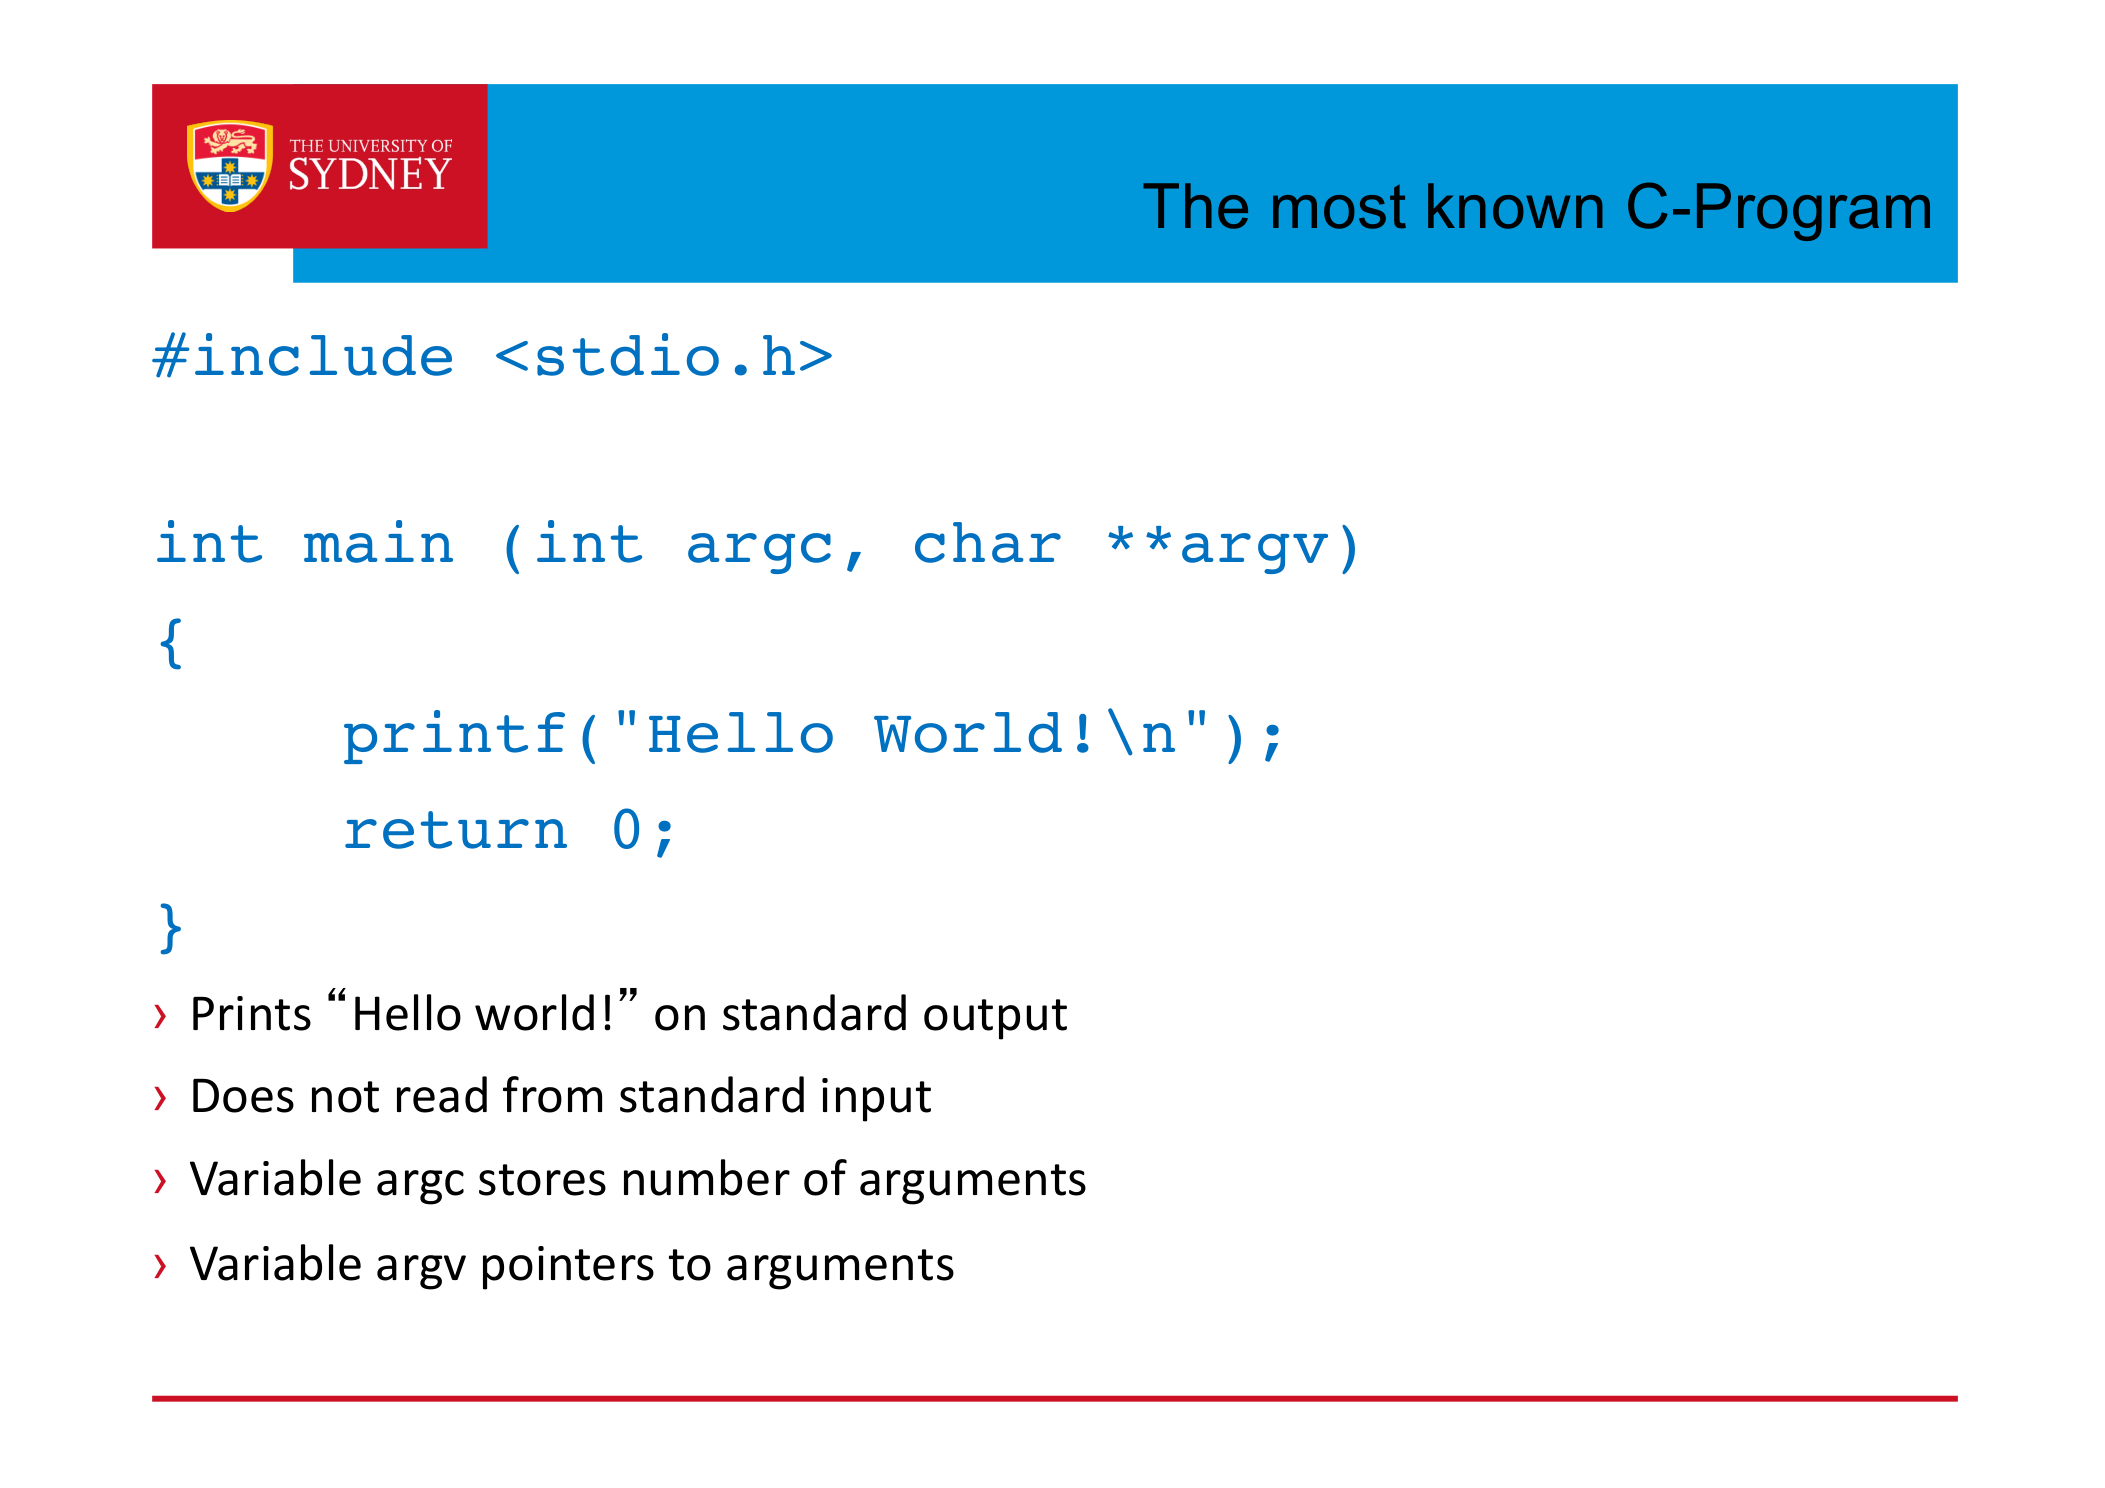 THE UNIVERSITY OF
SYDNEY
The most known C-Program
#include <stdio.h>
int main (int argc, char **argv)
{
printf("Hello World!\n");
return 0;
}
› Prints “Hello world!” on standard output
› Does not read from standard input
› Variable argc stores number of arguments
› Variable argv pointers to arguments